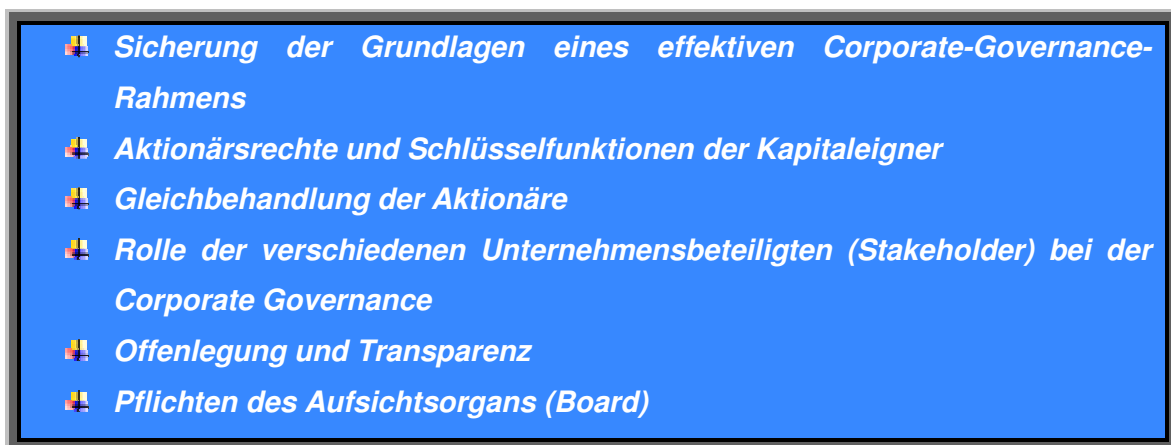 Sicherung der Grundlagen eines effektiven Corporate-Governance-
Rahmens
Aktionärsrechte und Schlüsselfunktionen der Kapitaleigner
Gleichbehandlung der Aktionäre
Rolle der verschiedenen Unternehmensbeteiligten (Stakeholder) bei der
Corporate Governance
Offenlegung und Transparenz
Pflichten des Aufsichtsorgans (Board)